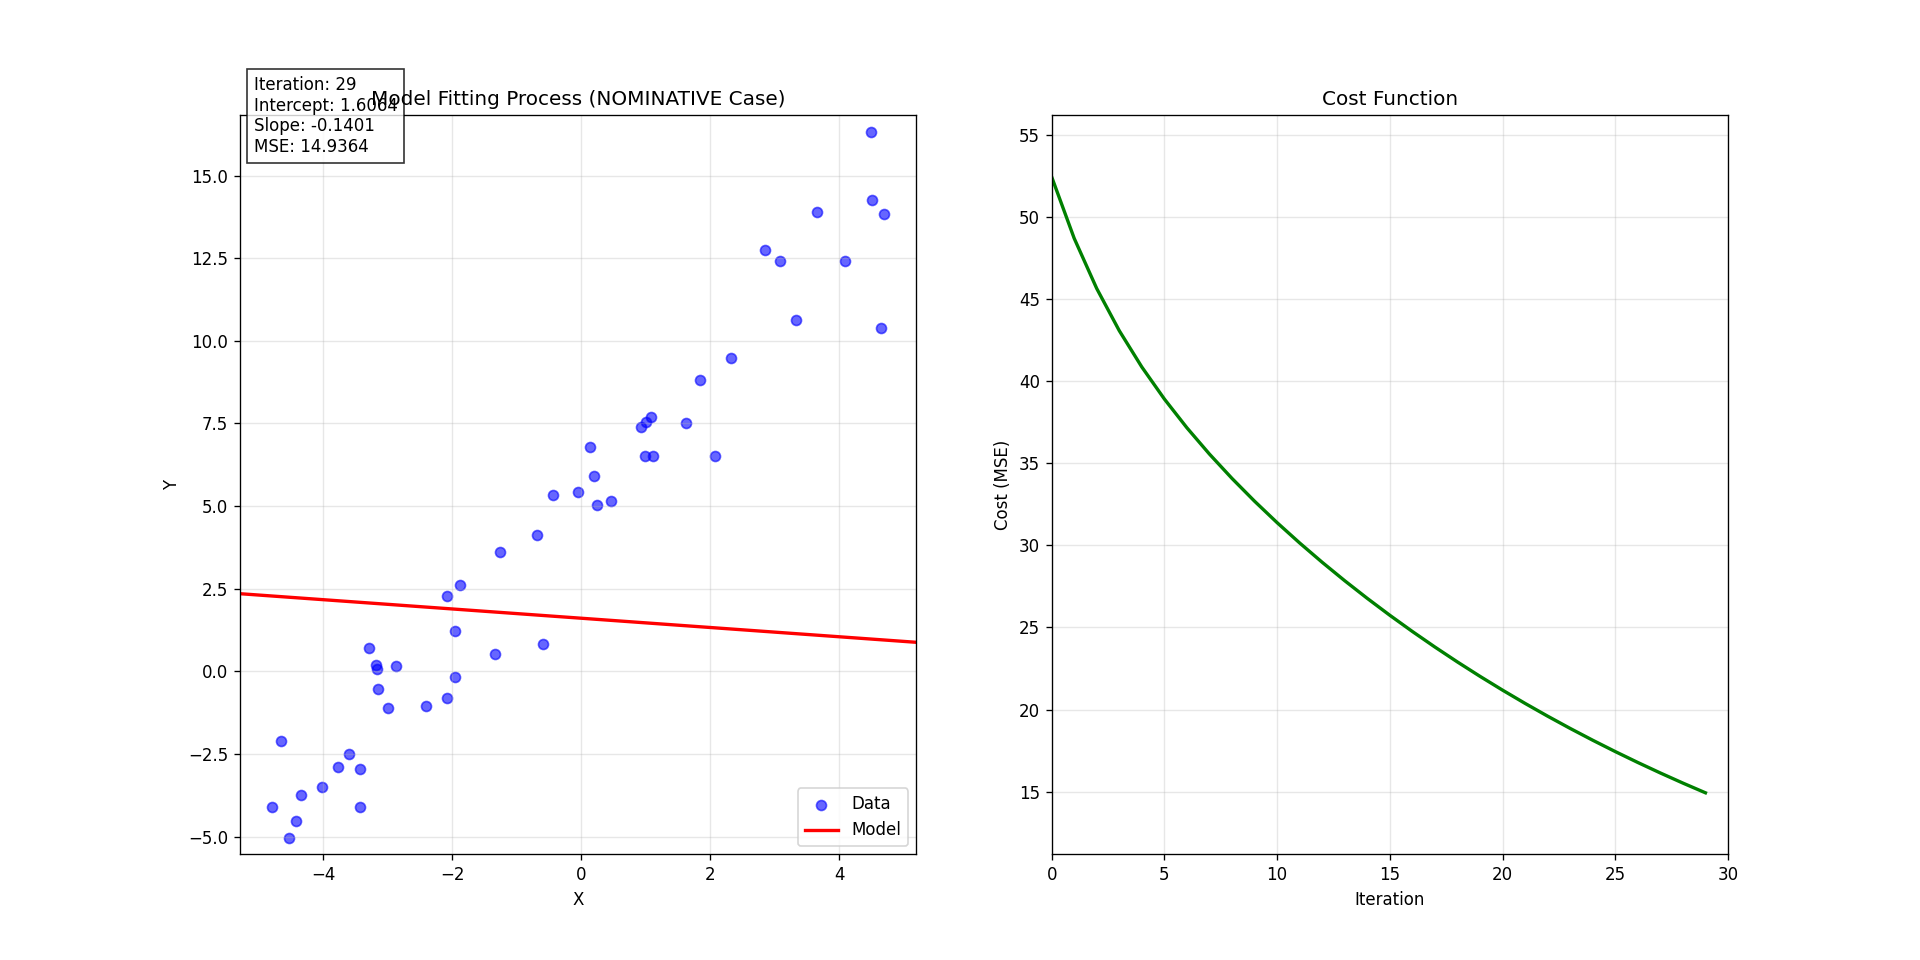 Iteration: 29
Intercept: 1.6064
Slope: -0.1401
MSE: 14.9364
Model Fitting Process (NOMINATIVE Case)
15.0
12.5
10.0
7.5
5.0
2.5
0.0
−2.5
−5.0
Y
−4
−2
0
2
4
X
Data
Model
Cost Function
55
50
45
40
35
30
25
20
15
Cost (MSE)
0
5
10
15
20
25
30
Iteration